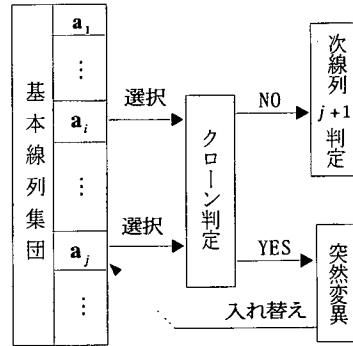 基本線列集団
a₁
⋮
aᵢ
⋮
aⱼ
⋮
選択
選択
クローン判定
NO
YES
次線列 j+1 判定
突然変異
入れ替え